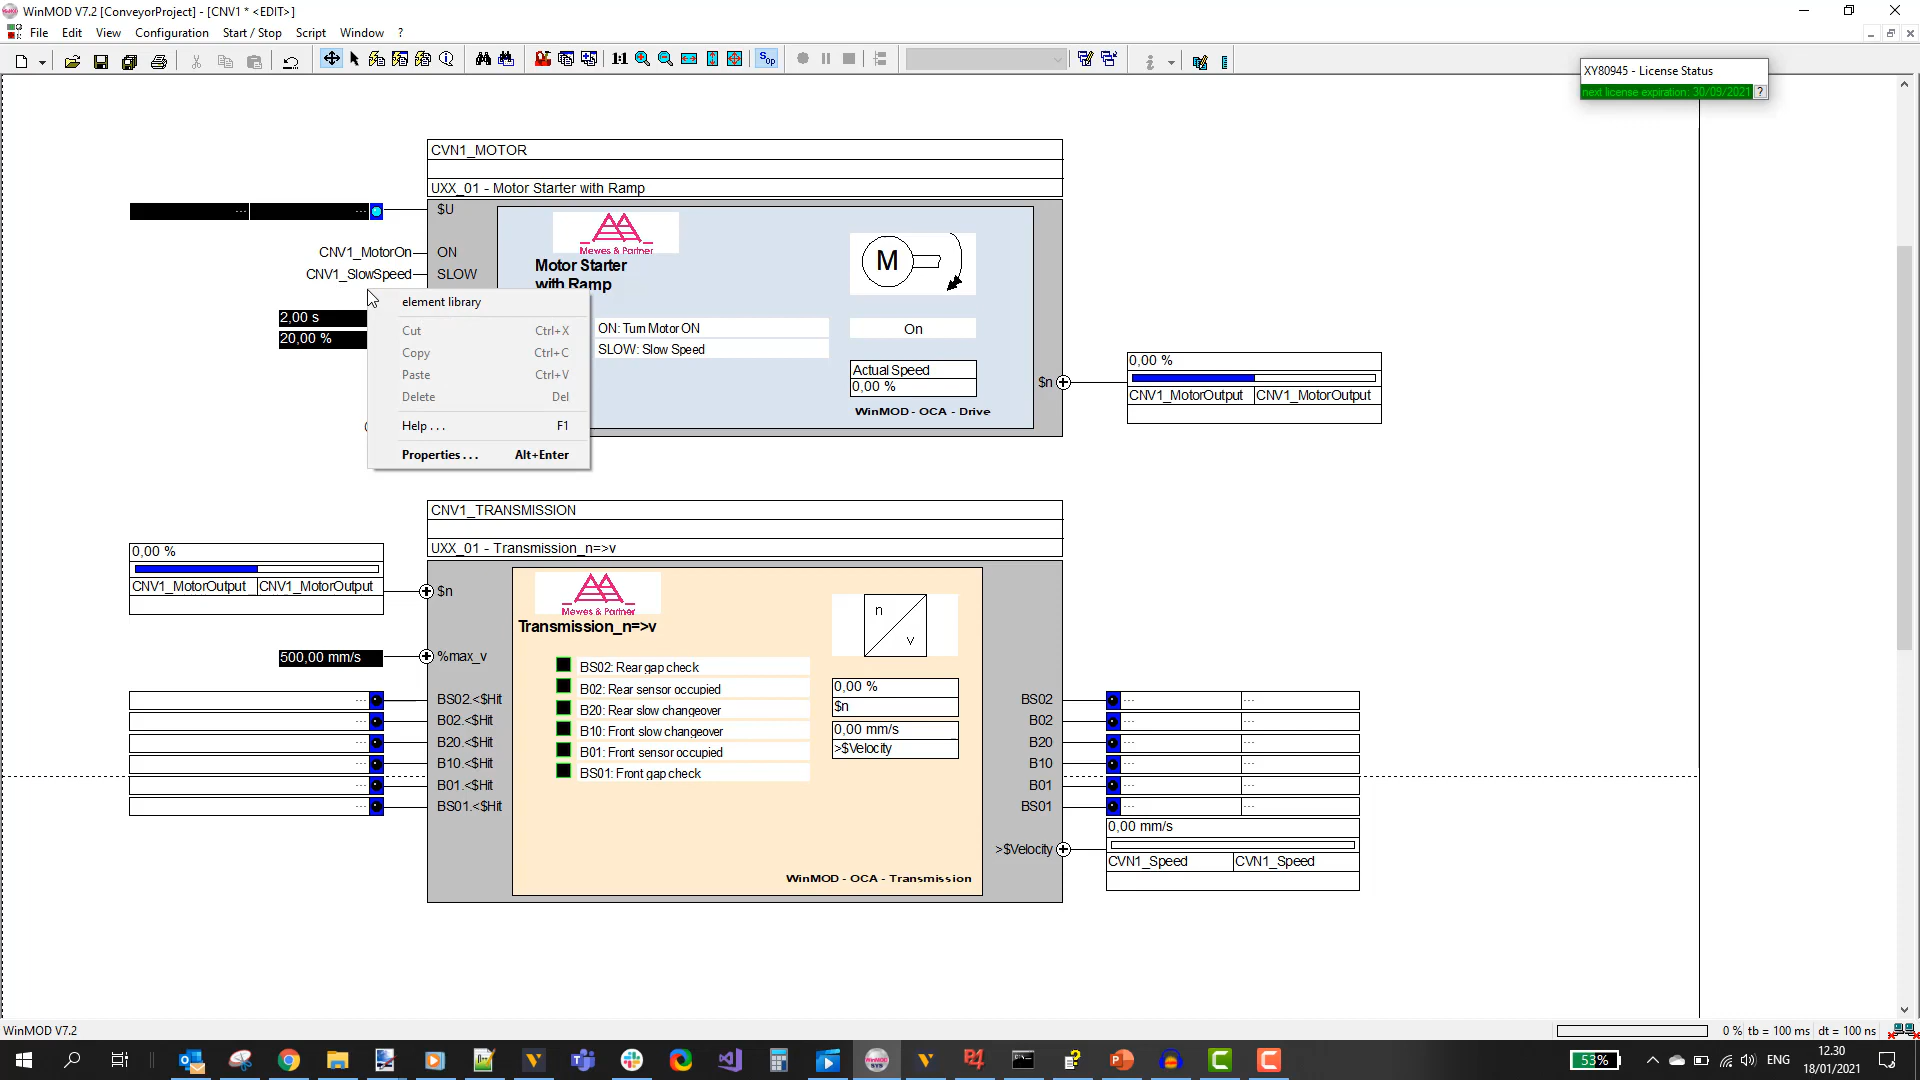 WinMOD V7.2 [ConveyorProject] - [CNV1 * <EDIT>]
File Edit View Configuration Start / Stop Script Window ?
1:1
Sop
XY80945 - License Status
next license expiration: 30/09/2021 ?
CVN1_MOTOR
UXX_01 - Motor Starter with Ramp
... ... $U
Mewes & Partner
CNV1_MotorOn ON
Motor Starter
with Ramp
M
CNV1_SlowSpeed SLOW
element library
2,00 s
20,00 %
Cut Ctrl+X
Copy Ctrl+C
Paste Ctrl+V
Delete Del
Help . . . F1
Properties . . . Alt+Enter
ON: Turn Motor ON
SLOW: Slow Speed
On
Actual Speed
0,00 %
$n
WinMOD - OCA - Drive
0,00 %
CNV1_MotorOutput CNV1_MotorOutput
CNV1_TRANSMISSION
UXX_01 - Transmission_n=>v
0,00 %
CNV1_MotorOutput CNV1_MotorOutput
$n
Mewes & Partner
Transmission_n=>v
n
v
500,00 mm/s %max_v
BS02: Rear gap check
B02: Rear sensor occupied
B20: Rear slow changeover
B10: Front slow changeover
B01: Front sensor occupied
BS01: Front gap check
0,00 %
$n
0,00 mm/s
>$Velocity
... BS02.<$Hit
... B02.<$Hit
... B20.<$Hit
... B10.<$Hit
... B01.<$Hit
... BS01.<$Hit
BS02 ... ...
B02 ... ...
B20 ... ...
B10 ... ...
B01 ... ...
BS01 ... ...
0,00 mm/s
>$Velocity
CVN1_Speed CVN1_Speed
WinMOD - OCA - Transmission
WinMOD V7.2
0 % tb = 100 ms dt = 100 ns
53%
ENG
12.30
18/01/2021